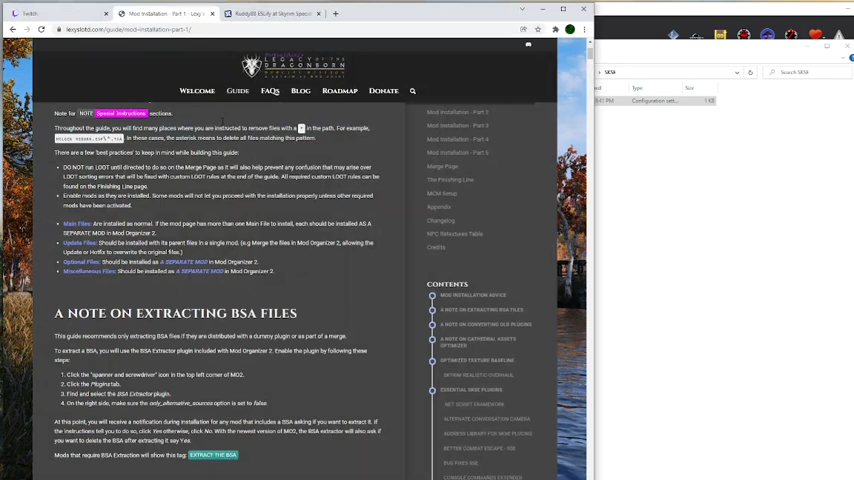 Twitch
Mod Installation - Part 1 - Lexy's
Ruddy88-ESLify at Skyrim Special
lexyslotd.com/guide/mod-installation-part-1/
LEGACY OF THE
DRAGONBORN
SPECIAL EDITION
WELCOME GUIDE FAQs BLOG ROADMAP DONATE
Note for NOTE Special Instructions sections.
Throughout the guide, you will find many places where you are instructed to remove files with a * in the path. For example,
in these cases, the asterisk means to delete all files matching this pattern.
There are a few 'best practices' to keep in mind while building this guide:
DO NOT run LOOT until directed to do so on the Merge Page as it will also help prevent any confusion that may arise over
LOOT sorting errors that will be fixed with custom LOOT rules at the end of the guide. All required custom LOOT rules can be
found on the Finishing Line page.
Enable mods as they are installed. Some mods will not let you proceed with the installation properly unless other required
mods have been activated.
Main Files: Are installed as normal. If the mod page has more than one Main File to install, each should be installed AS A
SEPARATE MOD in Mod Organizer 2.
Update Files: Should be installed with its parent files in a single mod. (e.g Merge the files in Mod Organizer 2, allowing the
Update or Hotfix to overwrite the original files.)
Optional Files: Should be installed as A SEPARATE MOD in Mod Organizer 2.
Miscellaneous Files: Should be installed as A SEPARATE MOD in Mod Organizer 2.
A NOTE ON EXTRACTING BSA FILES
This guide recommends only extracting BSA files if they are distributed with a dummy plugin or as part of a merge.
To extract a BSA, you will use the BSA Extractor plugin included with Mod Organizer 2. Enable the plugin by following these
steps:
1. Click the "spanner and screwdriver" icon in the top left corner of MO2.
2. Click the Plugins tab.
3. Find and select the BSA Extractor plugin.
4. On the right side, make sure the only_alternative_sources option is set to false.
At this point, you will receive a notification during installation for any mod that includes a BSA asking if you want to extract it. If
the instructions tell you do so, click Yes otherwise, click No. With the newest version of MO2, the BSA extractor will also ask if
you want to delete the BSA after extracting it say Yes.
Mods that require BSA Extraction will show this tag: EXTRACT THE BSA
Mod Installation - Part 2
Mod Installation - Part 3
Mod Installation - Part 4
Mod Installation - Part 5
Merge Page
The Finishing Line
MCM Setup
Appendix
Changelog
NPC Retextures Table
Credits
CONTENTS
MOD INSTALLATION ADVICE
A NOTE ON EXTRACTING BSA FILES
A NOTE ON CONVERTING OLD PLUGINS
A NOTE ON CATHEDRAL ASSETS
OPTIMIZER
OPTIMIZED TEXTURE BASELINE
SKYRIM REALISTIC OVERHAUL
ESSENTIAL SKSE PLUGINS
.NET SCRIPT FRAMEWORK
ALTERNATE CONVERSATION CAMERA
ADDRESS LIBRARY FOR SKSE PLUGINS
BETTER COMBAT ESCAPE - SSE
BUG FIXES SSE
CONSOLE COMMANDS EXTENDER
SKSE
Search SKSE
Type
Size
Configuration sett...
1 KB